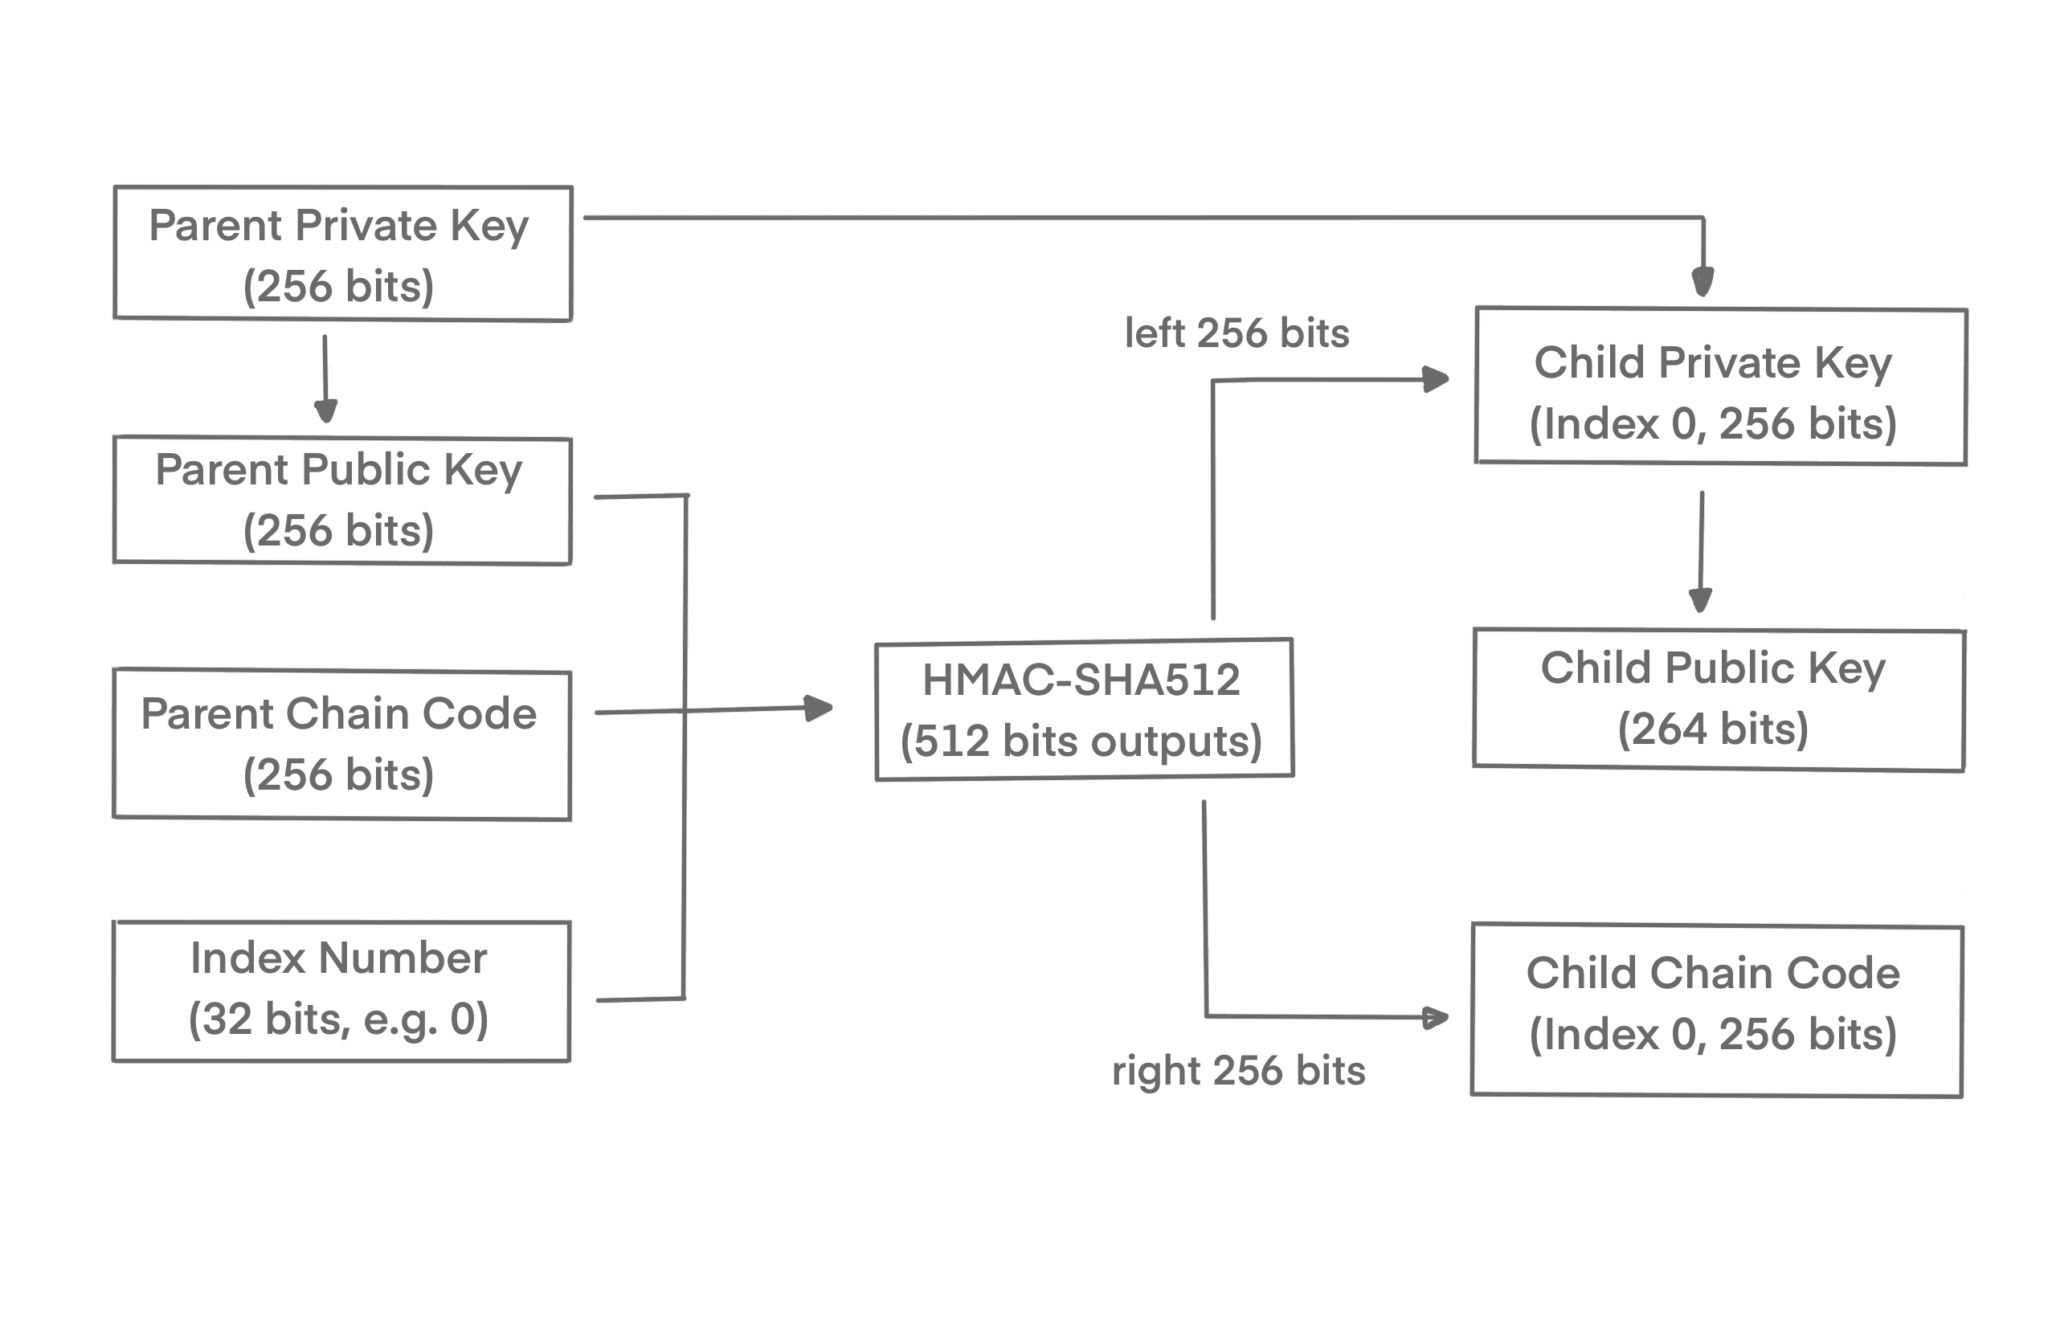 Parent Private Key
(256 bits)
Parent Public Key
(256 bits)
Parent Chain Code
(256 bits)
Index Number
(32 bits, e.g. 0)
HMAC-SHA512
(512 bits outputs)
left 256 bits
right 256 bits
Child Private Key
(Index 0, 256 bits)
Child Public Key
(264 bits)
Child Chain Code
(Index 0, 256 bits)